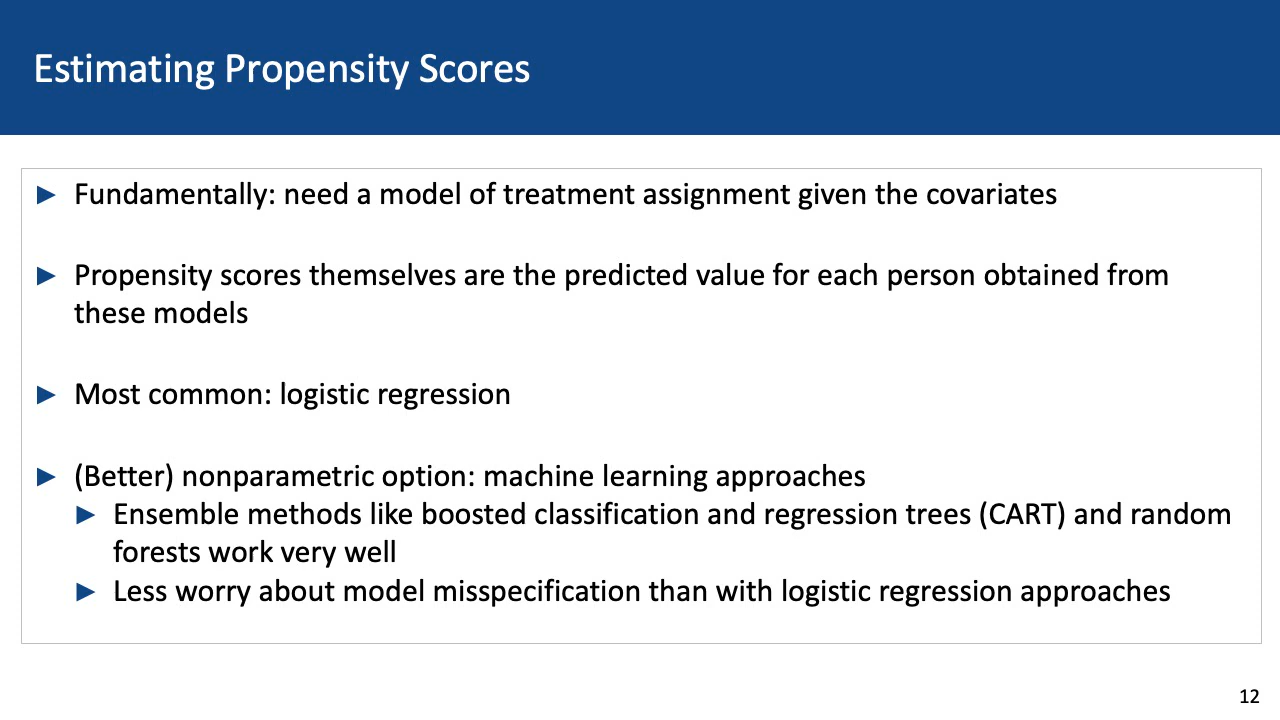 Estimating Propensity Scores
► Fundamentally: need a model of treatment assignment given the covariates
► Propensity scores themselves are the predicted value for each person obtained from
these models
► Most common: logistic regression
► (Better) nonparametric option: machine learning approaches
► Ensemble methods like boosted classification and regression trees (CART) and random
forests work very well
► Less worry about model misspecification than with logistic regression approaches
12